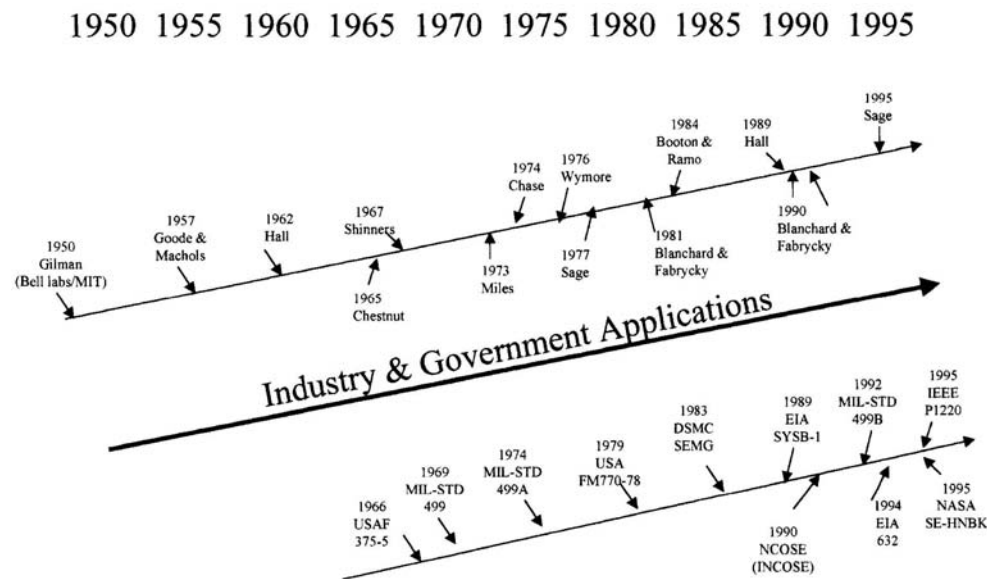 1950 1955 1960 1965 1970 1975 1980 1985 1990 1995
1950
Gilman
(Bell labs/MIT)
1957
Goode &
Machols
1962
Hall
1965
Chestnut
1967
Shinners
1973
Miles
1974
Chase
1976
Wymore
1977
Sage
1981
Blanchard &
Fabrycky
1984
Booton &
Ramo
1989
Hall
1990
Blanchard &
Fabrycky
1995
Sage
Industry & Government Applications
1966
USAF
375-5
1969
MIL-STD
499
1974
MIL-STD
499A
1979
USA
FM770-78
1983
DSMC
SEMG
1989
EIA
SYSB-1
1990
NCOSE
(INCOSE)
1992
MIL-STD
499B
1994
EIA
632
1995
IEEE
P1220
1995
NASA
SE-HNBK